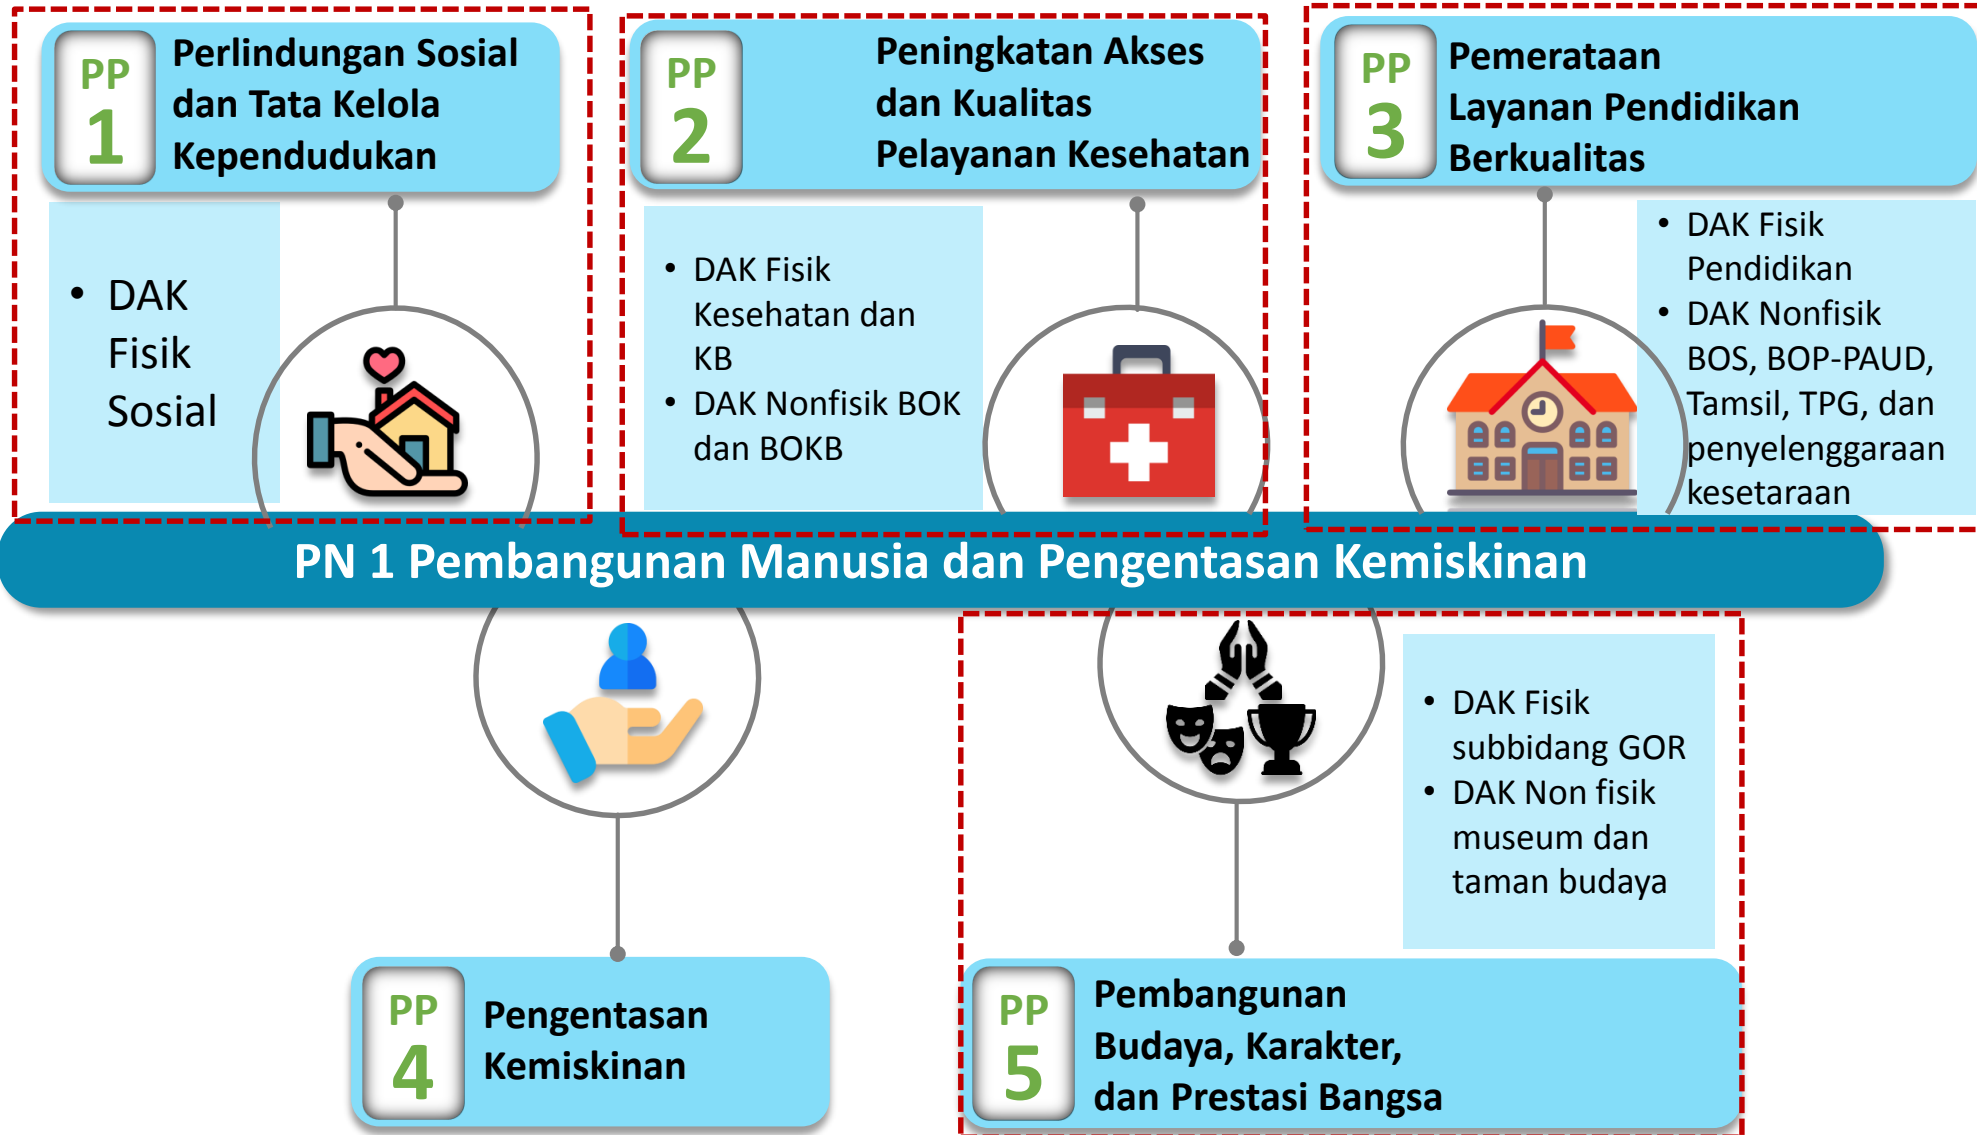 PP
1
Perlindungan Sosial
dan Tata Kelola
Kependudukan
• DAK
Fisik
Sosial
PP
2
Peningkatan Akses
dan Kualitas
Pelayanan Kesehatan
• DAK Fisik
Kesehatan dan
KB
• DAK Nonfisik BOK
dan BOKB
PP
3
Pemerataan
Layanan Pendidikan
Berkualitas
• DAK Fisik
Pendidikan
• DAK Nonfisik
BOS, BOP-PAUD,
Tamsil, TPG, dan
penyelenggaraan
kesetaraan
PN 1 Pembangunan Manusia dan Pengentasan Kemiskinan
PP
4
Pengentasan
Kemiskinan
• DAK Fisik
subbidang GOR
• DAK Non fisik
museum dan
taman budaya
PP
5
Pembangunan
Budaya, Karakter,
dan Prestasi Bangsa